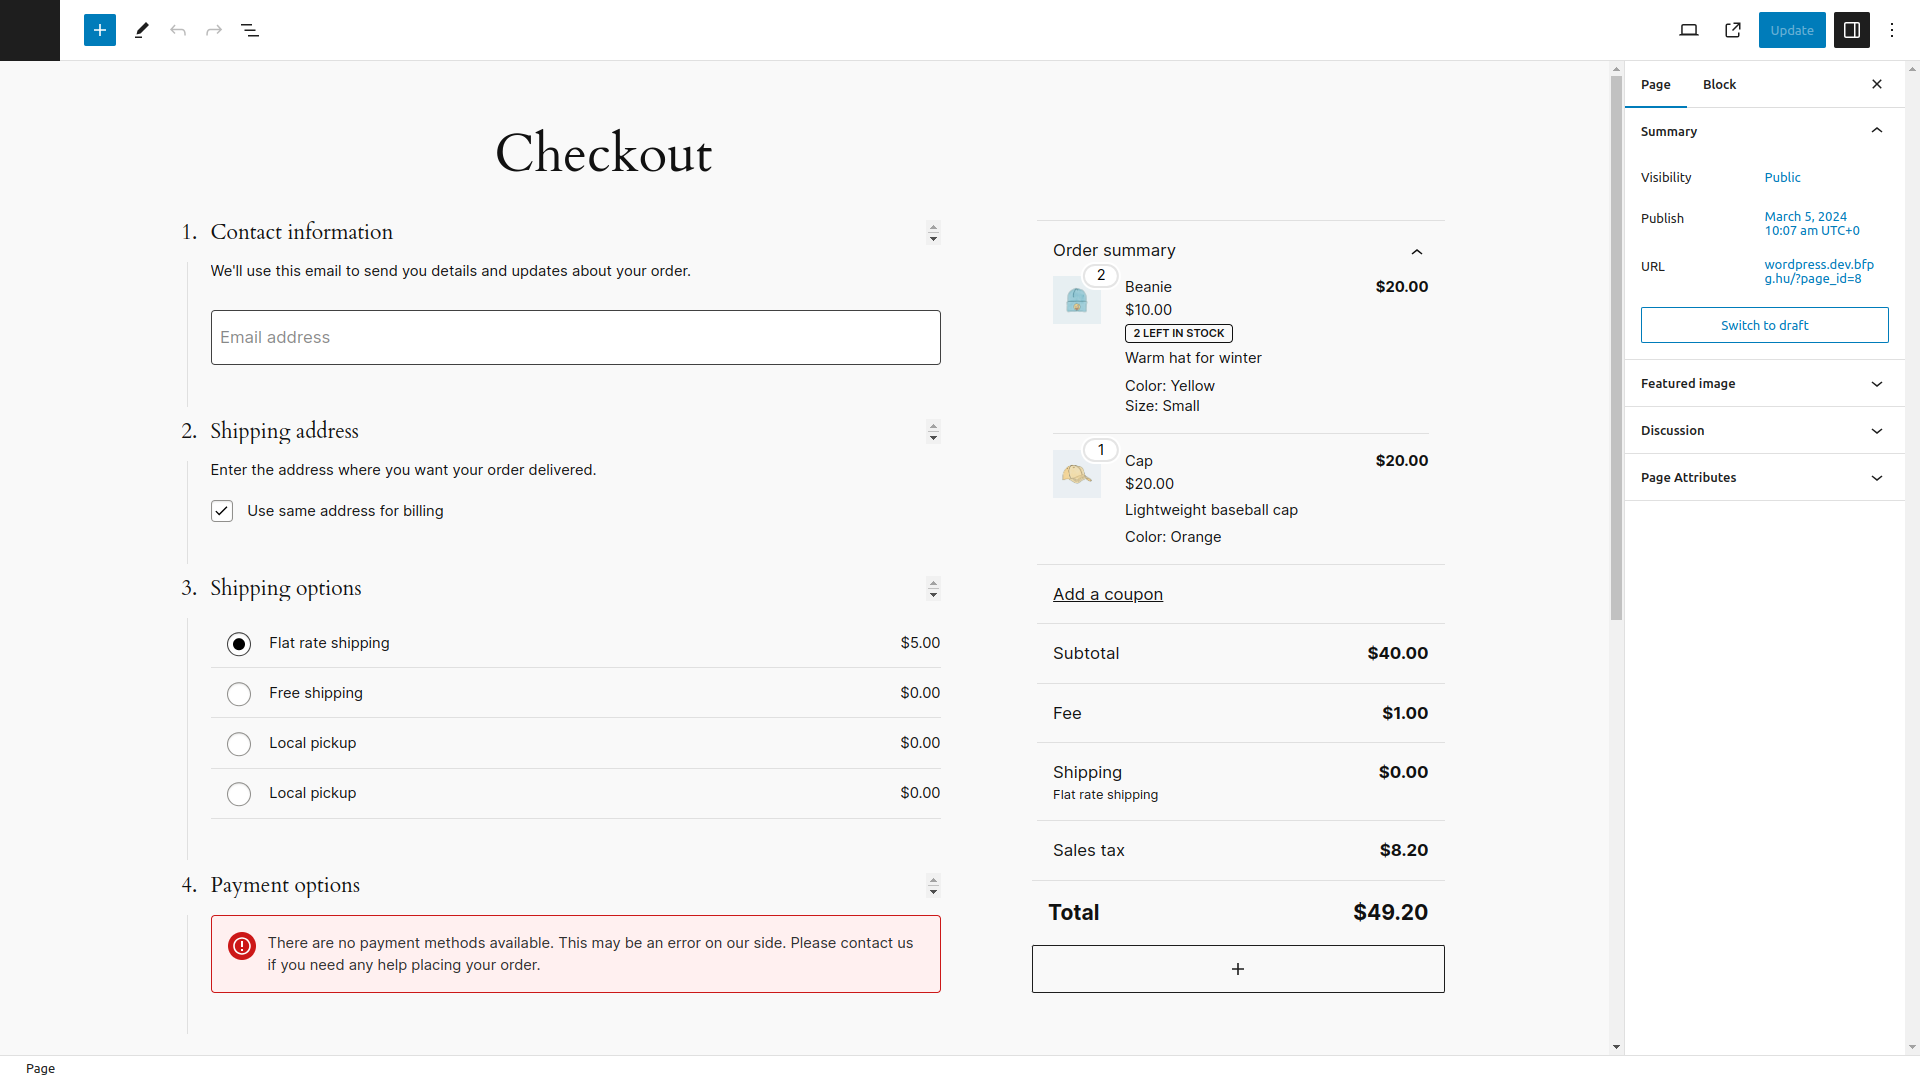 Update
Checkout
1. Contact information
We'll use this email to send you details and updates about your order.
Email address
2. Shipping address
Enter the address where you want your order delivered.
Use same address for billing
3. Shipping options
Flat rate shipping $5.00
Free shipping $0.00
Local pickup $0.00
Local pickup $0.00
4. Payment options
There are no payment methods available. This may be an error on our side. Please contact us
if you need any help placing your order.
Order summary
2
Beanie $20.00
$10.00
2 LEFT IN STOCK
Warm hat for winter
Color: Yellow
Size: Small
1
Cap $20.00
$20.00
Lightweight baseball cap
Color: Orange
Add a coupon
Subtotal $40.00
Fee $1.00
Shipping $0.00
Flat rate shipping
Sales tax $8.20
Total $49.20
Page Block
Summary
Visibility Public
Publish March 5, 2024
10:07 am UTC+0
URL wordpress.dev.bfp
g.hu/?page_id=8
Switch to draft
Featured image
Discussion
Page Attributes
Page